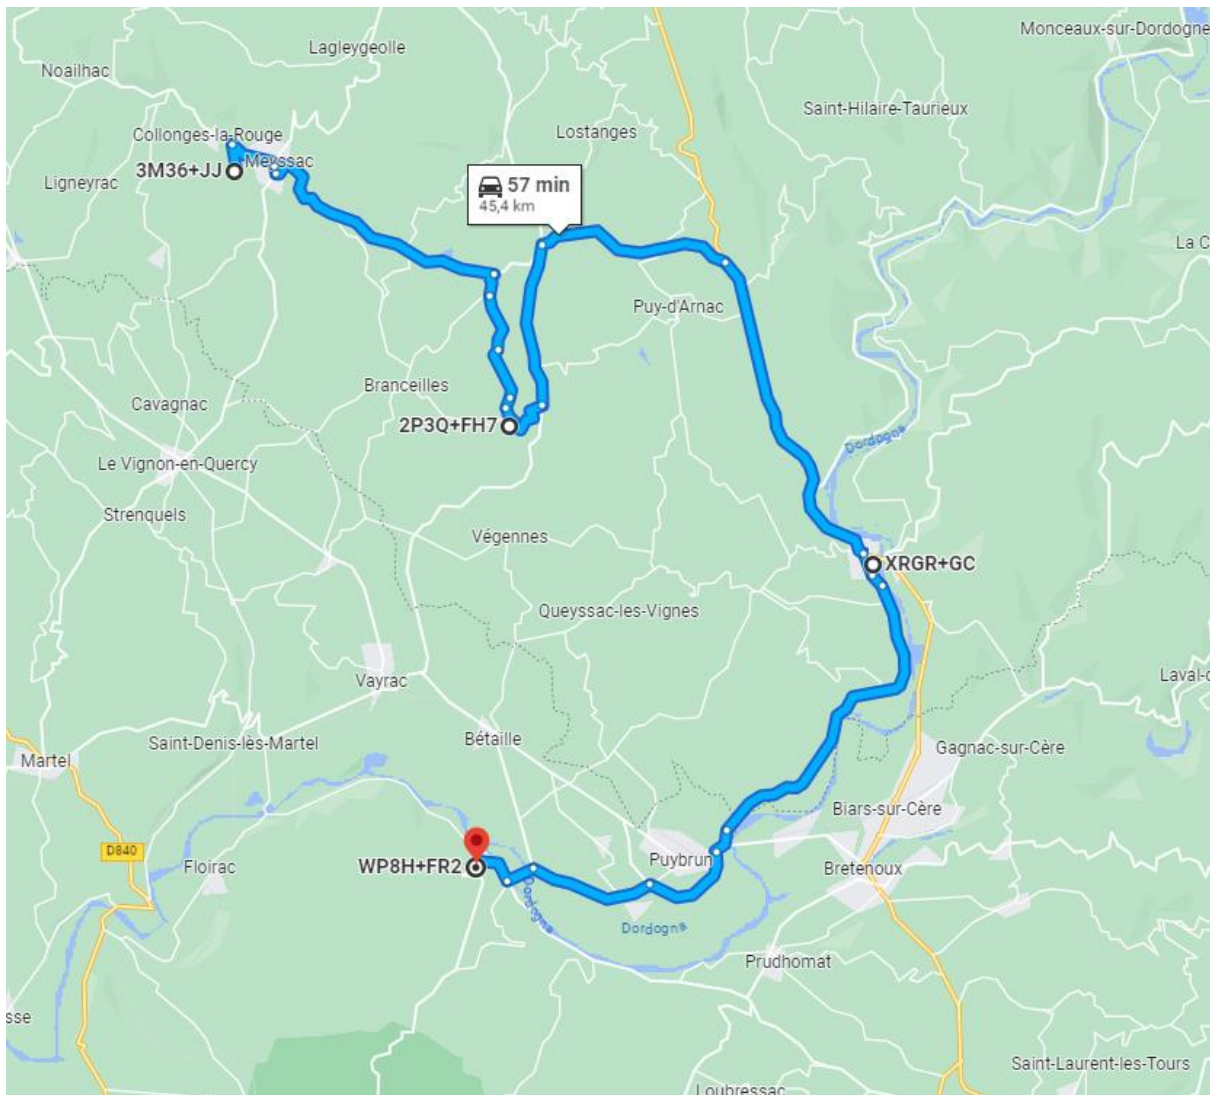 Monceaux-sur-Dordogne
Lagleygeolle
Noailhac
Saint-Hilaire-Taurieux
Lostanges
Collonges-la-Rouge
Meyssac
3M36+JJ
Ligneyrac
57 min
45,4 km
La C
Puy-d'Arnac
Branceilles
Cavagnac
2P3Q+FH7
Dordogne
Le Vignon-en-Quercy
Strenquels
Végennes
XRGR+GC
Queyssac-les-Vignes
Vayrac
Laval-d
Bétaille
Saint-Denis-lès-Martel
Gagnac-sur-Cère
Martel
Biars-sur-Cère
D840
Puybrun
Floirac
WP8H+FR2
Bretenoux
Dordogne
Dordogne
Prudhomat
sse
Saint-Laurent-les-Tours
Loubressac